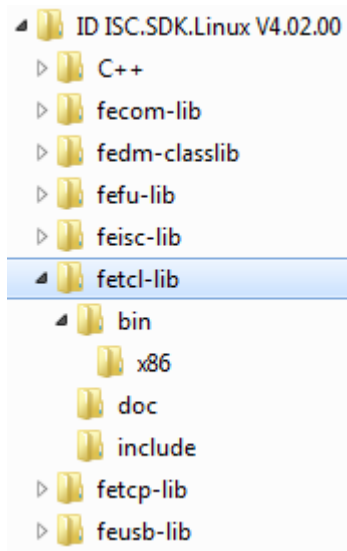 ID ISC.SDK.Linux V4.02.00
C++
fecom-lib
fedm-classlib
fefu-lib
feisc-lib
fetcl-lib
bin
x86
doc
include
fetcp-lib
feusb-lib